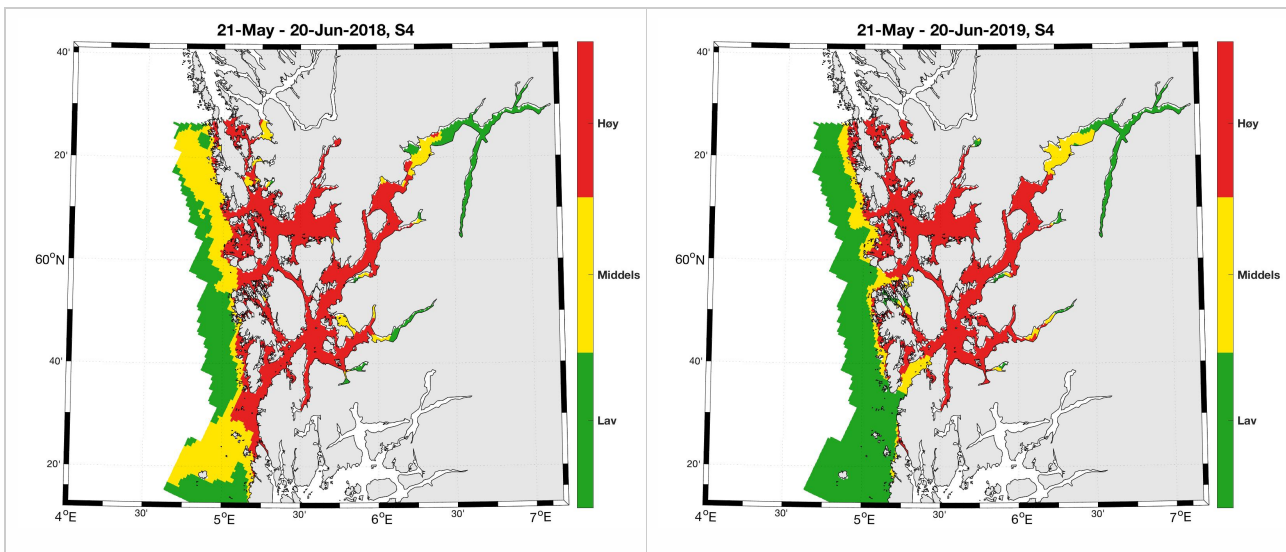 21-May - 20-Jun-2018, S4
40'
20'
60°N
40'
20'
4°E
30'
5°E
30'
6°E
30'
7°E
Høy
Middels
Lav
21-May - 20-Jun-2019, S4
40'
20'
60°N
40'
20'
4°E
30'
5°E
30'
6°E
30'
7°E
Høy
Middels
Lav